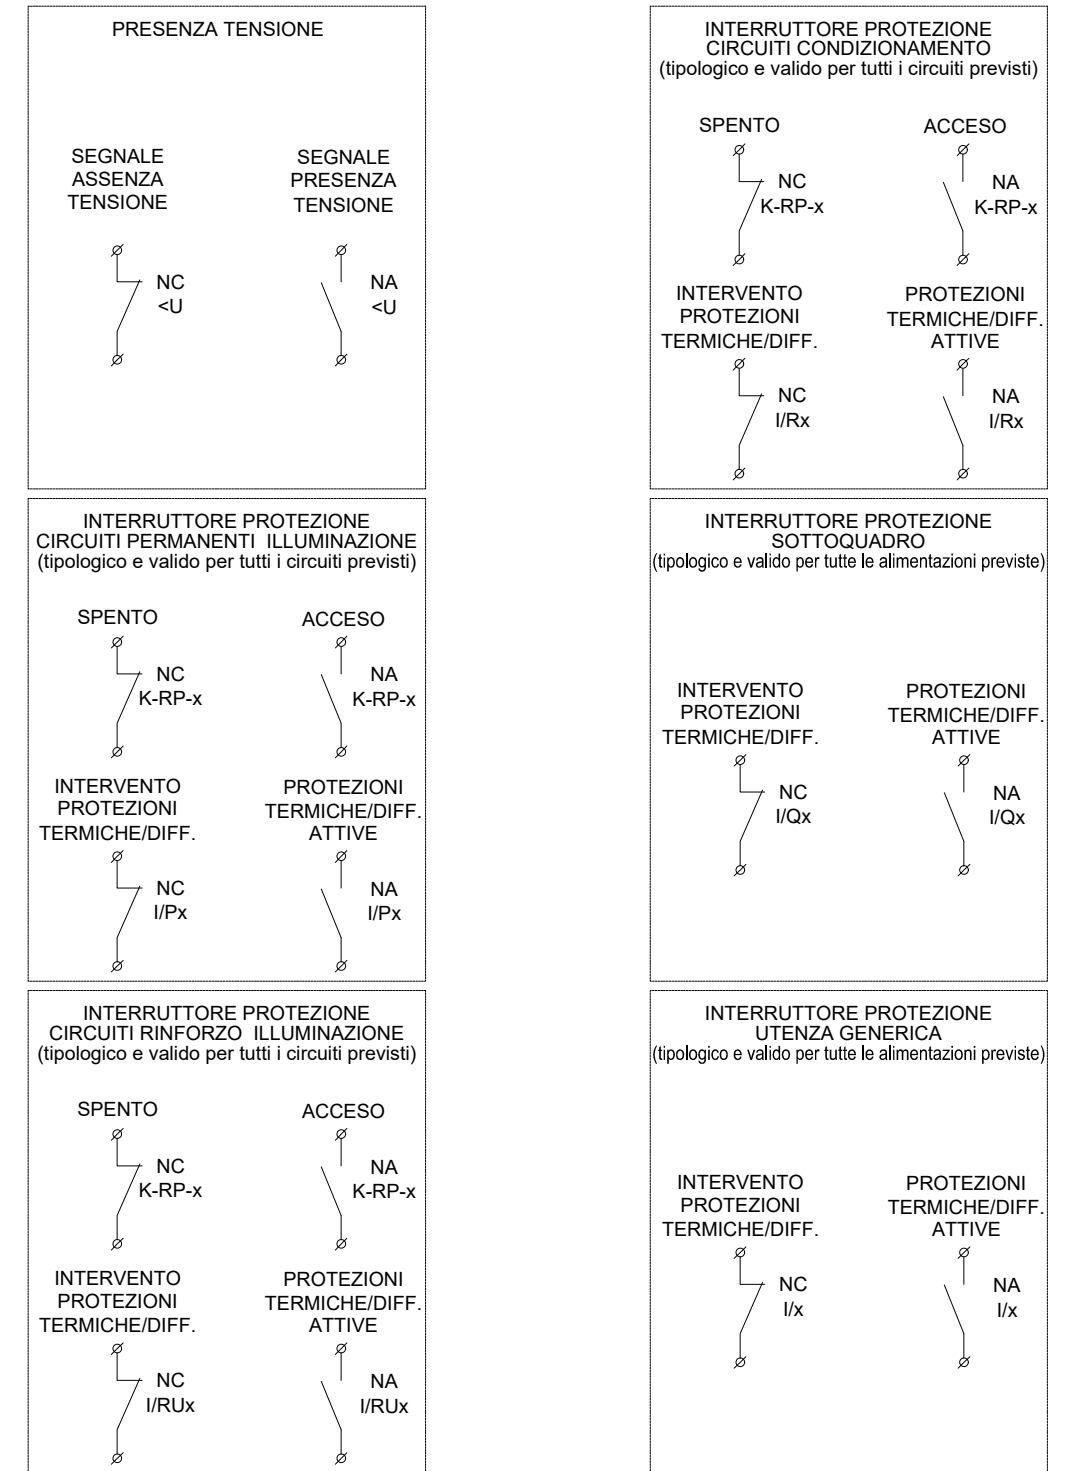 PRESENZA TENSIONE
SEGNALE
ASSENZA
TENSIONE
SEGNALE
PRESENZA
TENSIONE
NC
<U
NA
<U
INTERRUTTORE PROTEZIONE
CIRCUITI CONDIZIONAMENTO
(tipologico e valido per tutti i circuiti previsti)
SPENTO
ACCESO
NC
K-RP-x
NA
K-RP-x
INTERVENTO
PROTEZIONI
TERMICHE/DIFF.
PROTEZIONI
TERMICHE/DIFF.
ATTIVE
NC
I/Rx
NA
I/Rx
INTERRUTTORE PROTEZIONE
CIRCUITI PERMANENTI  ILLUMINAZIONE
(tipologico e valido per tutti i circuiti previsti)
SPENTO
ACCESO
NC
K-RP-x
NA
K-RP-x
INTERVENTO
PROTEZIONI
TERMICHE/DIFF.
PROTEZIONI
TERMICHE/DIFF.
ATTIVE
NC
I/Px
NA
I/Px
INTERRUTTORE PROTEZIONE
SOTTOQUADRO
(tipologico e valido per tutte le alimentazioni previste)
INTERVENTO
PROTEZIONI
TERMICHE/DIFF.
PROTEZIONI
TERMICHE/DIFF.
ATTIVE
NC
I/Qx
NA
I/Qx
INTERRUTTORE PROTEZIONE
CIRCUITI RINFORZO  ILLUMINAZIONE
(tipologico e valido per tutti i circuiti previsti)
SPENTO
ACCESO
NC
K-RP-x
NA
K-RP-x
INTERVENTO
PROTEZIONI
TERMICHE/DIFF.
PROTEZIONI
TERMICHE/DIFF.
ATTIVE
NC
I/RUx
NA
I/RUx
INTERRUTTORE PROTEZIONE
UTENZA GENERICA
(tipologico e valido per tutte le alimentazioni previste)
INTERVENTO
PROTEZIONI
TERMICHE/DIFF.
PROTEZIONI
TERMICHE/DIFF.
ATTIVE
NC
I/x
NA
I/x